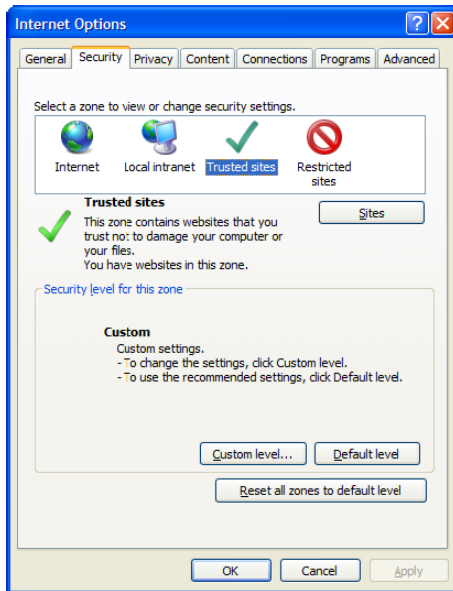 Internet Options
General Security Privacy Content Connections Programs Advanced
Select a zone to view or change security settings.
Internet Local intranet Trusted sites Restricted sites
Trusted sites
Sites
This zone contains websites that you
trust not to damage your computer or
your files.
You have websites in this zone.
Security level for this zone
Custom
Custom settings.
-To change the settings, click Custom level.
-To use the recommended settings, click Default level.
Custom level... Default level
Reset all zones to default level
OK Cancel Apply